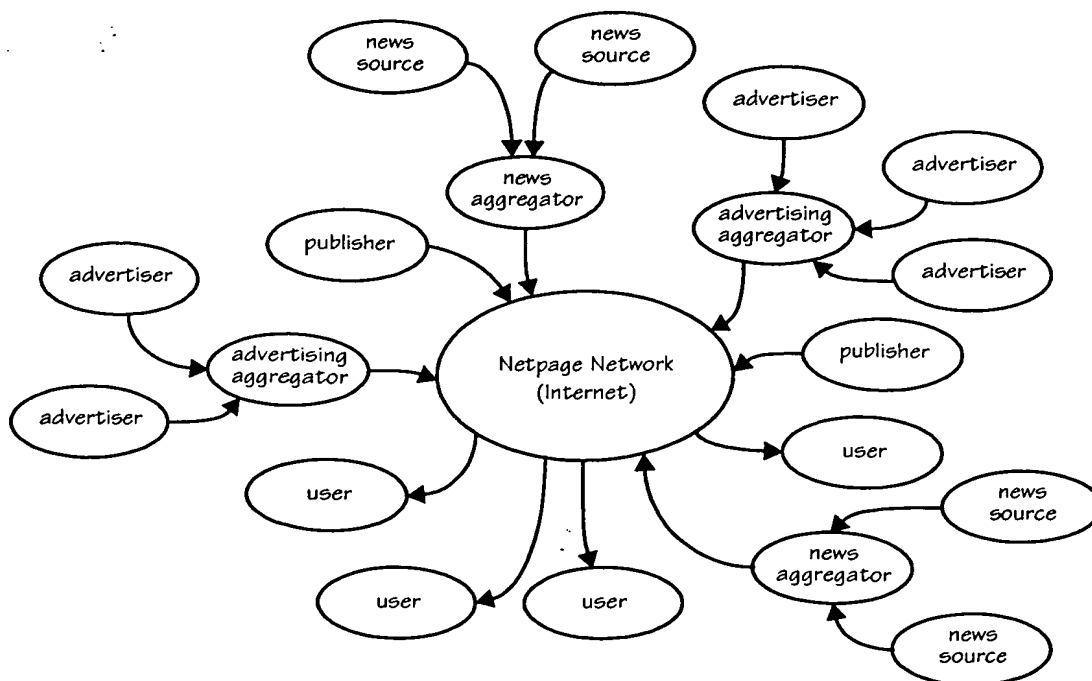 news
source
news
source
advertiser
advertiser
news
aggregator
advertising
aggregator
publisher
advertiser
advertiser
publisher
advertising
aggregator
Netpage Network
(Internet)
advertiser
user
user
news
source
news
aggregator
user
user
news
source